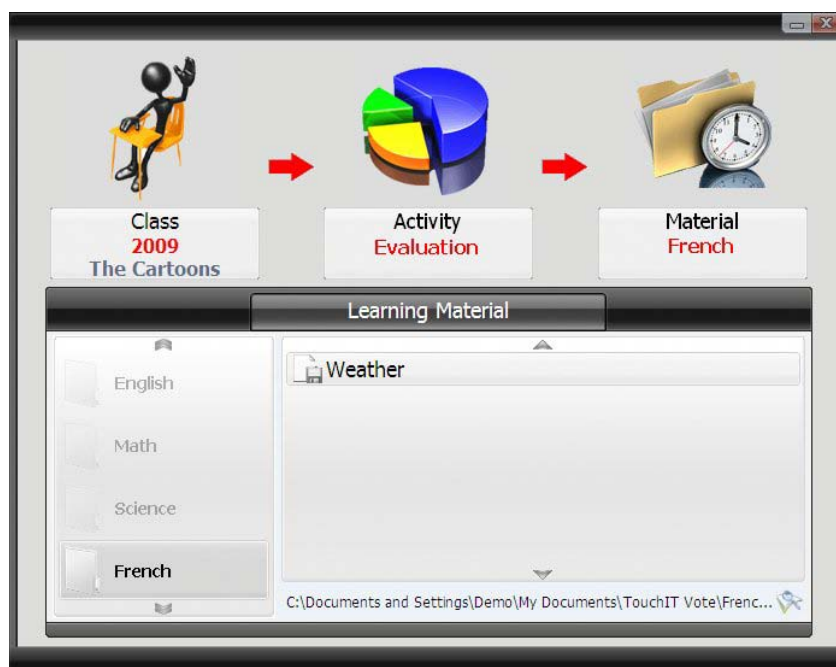 Class
2009
The Cartoons
Activity
Evaluation
Material
French
Learning Material
English
Math
Science
French
Weather
C:\Documents and Settings\Demo\My Documents\TouchIT Vote\Frenc...